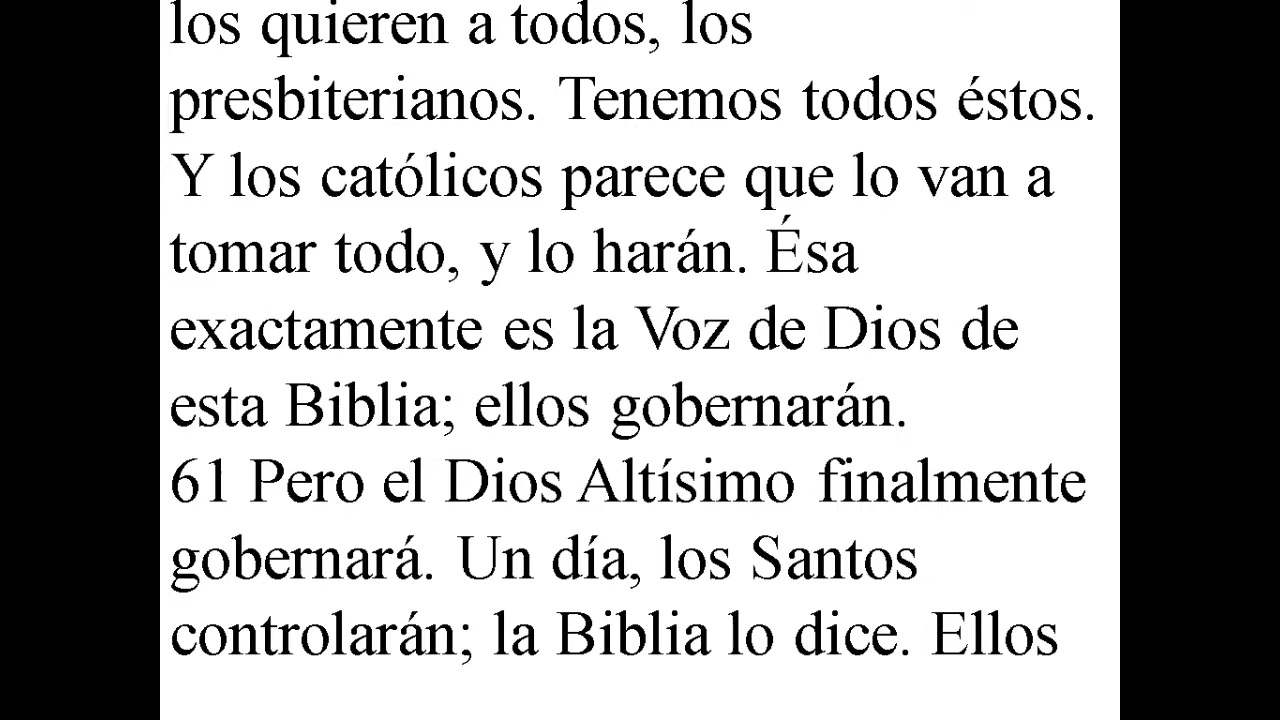 los quieren a todos, los
presbiterianos. Tenemos todos éstos.
Y los católicos parece que lo van a
tomar todo, y lo harán. Ésa
exactamente es la Voz de Dios de
esta Biblia; ellos gobernarán.
61 Pero el Dios Altísimo finalmente
gobernará. Un día, los Santos
controlarán; la Biblia lo dice. Ellos